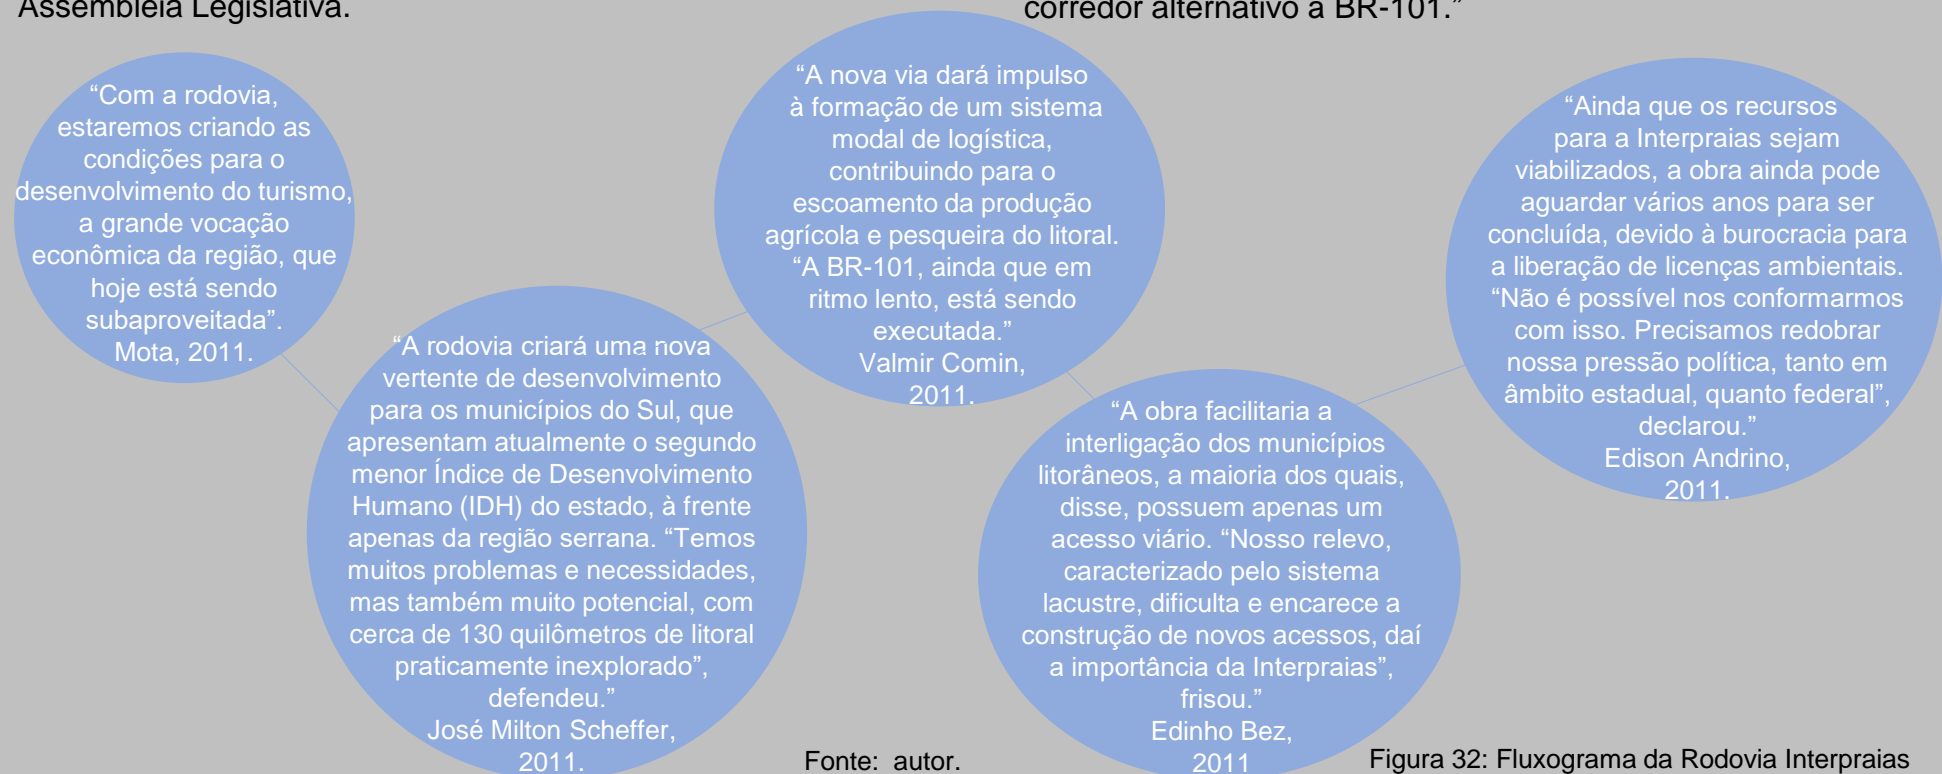 Assembleia Legislativa.
corredor alternativo a BR-101.”
“Com a rodovia,
estaremos criando as
condições para o
desenvolvimento do turismo,
a grande vocação
econômica da região, que
hoje está sendo
subaproveitada”.
Mota, 2011.
“A rodovia criará uma nova
vertente de desenvolvimento
para os municípios do Sul, que
apresentam atualmente o segundo
menor Índice de Desenvolvimento
Humano (IDH) do estado, à frente
apenas da região serrana. “Temos
muitos problemas e necessidades,
mas também muito potencial, com
cerca de 130 quilômetros de litoral
praticamente inexplorado”,
defendeu.”
José Milton Scheffer,
2011.
“A nova via dará impulso
à formação de um sistema
modal de logística,
contribuindo para o
escoamento da produção
agrícola e pesqueira do litoral.
“A BR-101, ainda que em
ritmo lento, está sendo
executada.”
Valmir Comin,
2011.
“A obra facilitaria a
interligação dos municípios
litorâneos, a maioria dos quais,
disse, possuem apenas um
acesso viário. “Nosso relevo,
caracterizado pelo sistema
lacustre, dificulta e encarece a
construção de novos acessos, daí
a importância da Interpraias”,
frisou.”
Edinho Bez,
2011
“Ainda que os recursos
para a Interpraias sejam
viabilizados, a obra ainda pode
aguardar vários anos para ser
concluída, devido à burocracia para
a liberação de licenças ambientais.
“Não é possível nos conformarmos
com isso. Precisamos redobrar
nossa pressão política, tanto em
âmbito estadual, quanto federal”,
declarou.”
Edison Andrino,
2011.
Fonte: autor.
Figura 32: Fluxograma da Rodovia Interpraias